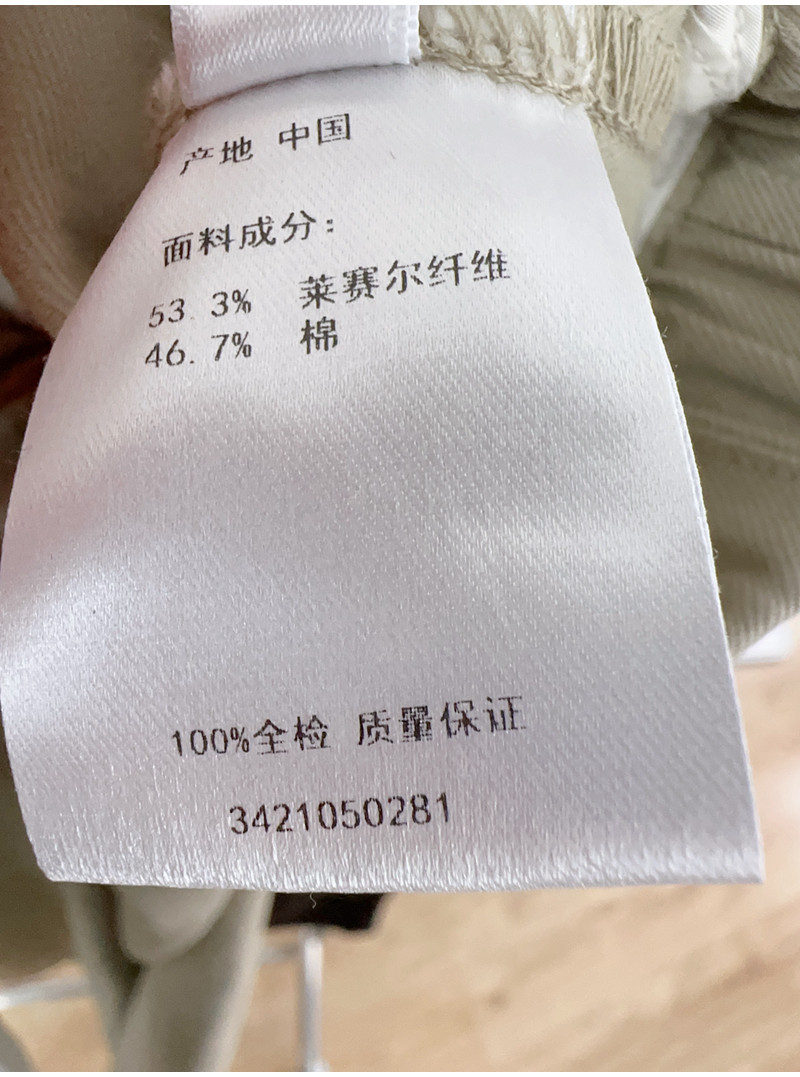 产地 中国
面料成分:
53.3% 莱赛尔纤维
46.7% 棉
100%全检 质量保证
3421050281